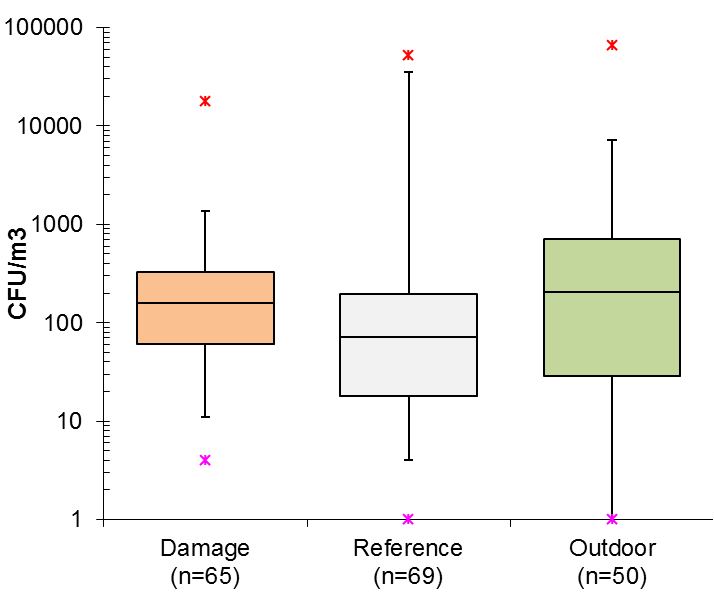 100000
10000
1000
100
10
1
CFU/m3
Damage
(n=65)
Reference
(n=69)
Outdoor
(n=50)